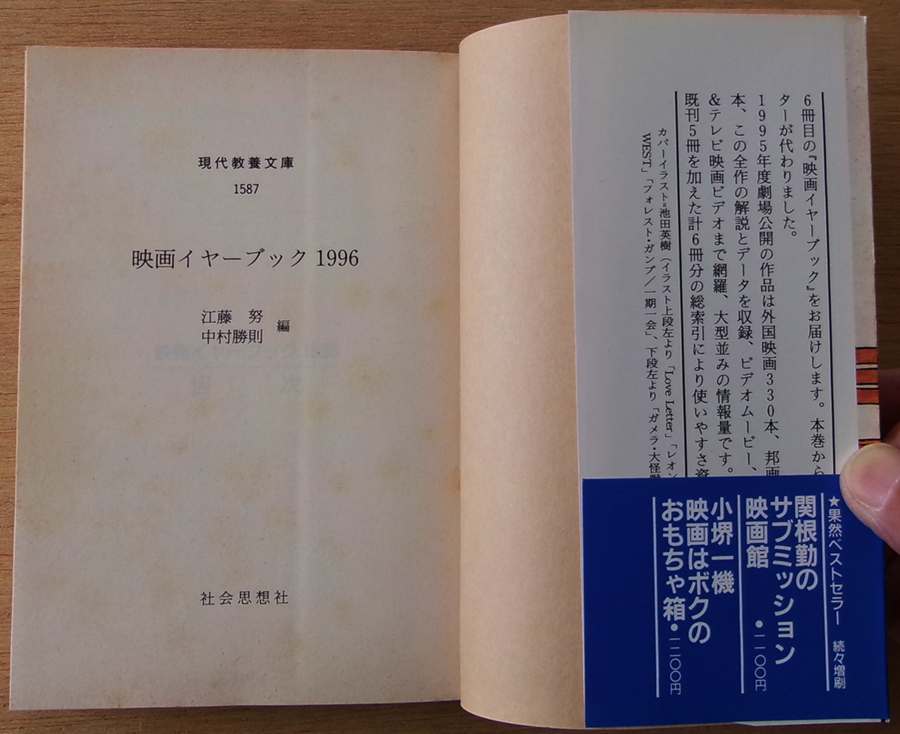 現代教養文庫
1587
映画イヤーブック 1996
江藤 努
中村勝則
編
社会思想社
6冊目の『映画イヤーブック』をお届けします。本巻から
ターが代わりました。
1995年度劇場公開の作品は外国映画330本、邦画
本、この全作の解説とデータを収録、ビデオムービー、
&テレビ映画ビデオまで網羅、大型並みの情報量です。
既刊5冊を加えた計6冊分の総索引により使いやすさ資
カバーイラスト=池田英樹(イラスト上段左より「Love Letter」「レオン
WEST」「フォレスト・ガンプ/一期一会」、下段左より「ガメラ・大怪獣
★果然ベストセラー 続々増刷
関根勤の
サブミッション
映画館
●一一〇〇円
小堺一機
映画はボクの
おもちゃ箱●一一〇〇円